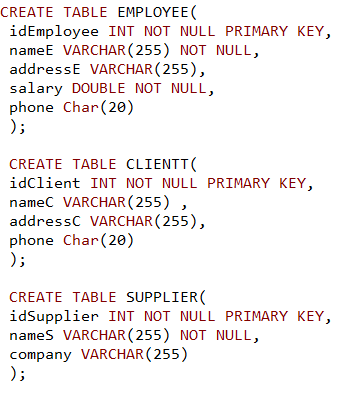 CREATE TABLE EMPLOYEE(
idEmployee INT NOT NULL PRIMARY KEY,
nameE VARCHAR(255) NOT NULL,
addressE VARCHAR(255),
salary DOUBLE NOT NULL,
phone Char(20)
);
CREATE TABLE CLIENTT(
idClient INT NOT NULL PRIMARY KEY,
nameC VARCHAR(255) ,
addressC VARCHAR(255),
phone Char(20)
);
CREATE TABLE SUPPLIER(
idSupplier INT NOT NULL PRIMARY KEY,
nameS VARCHAR(255) NOT NULL,
company VARCHAR(255)
);